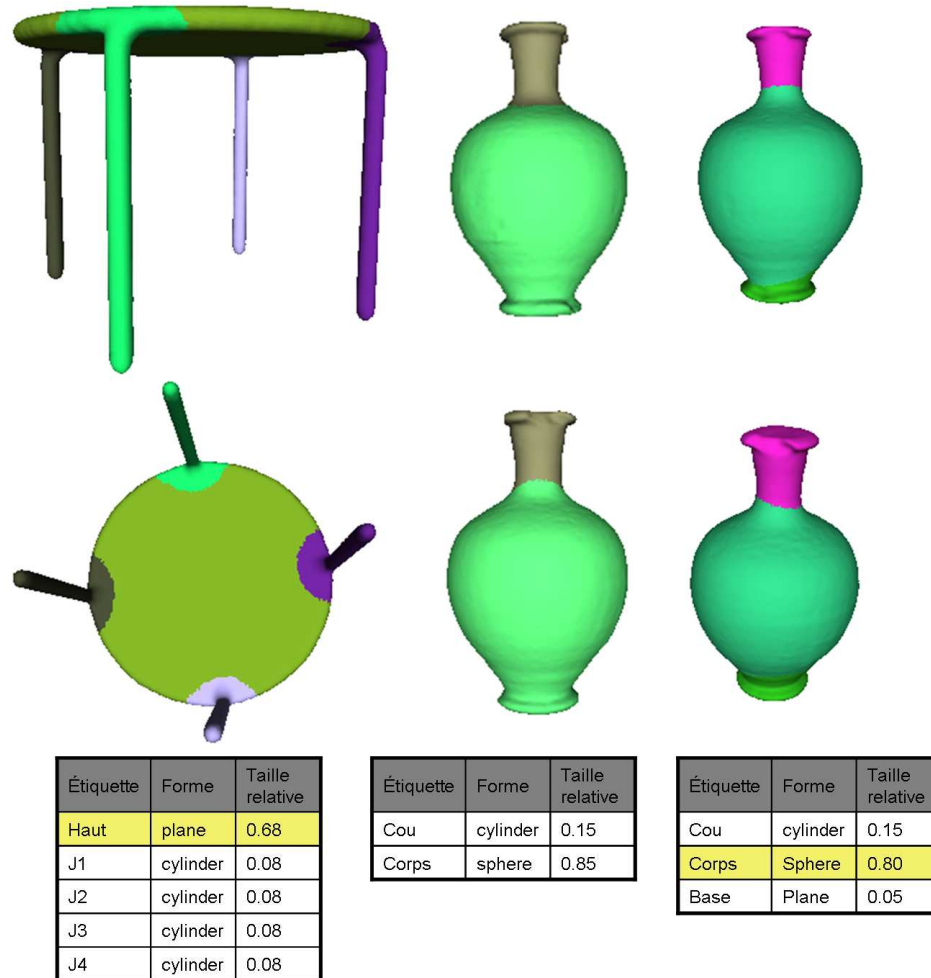 Étiquette Forme Taille relative
Haut plane 0.68
J1 cylinder 0.08
J2 cylinder 0.08
J3 cylinder 0.08
J4 cylinder 0.08
Étiquette Forme Taille relative
Cou cylinder 0.15
Corps sphere 0.85
Étiquette Forme Taille relative
Cou cylinder 0.15
Corps Sphere 0.80
Base Plane 0.05